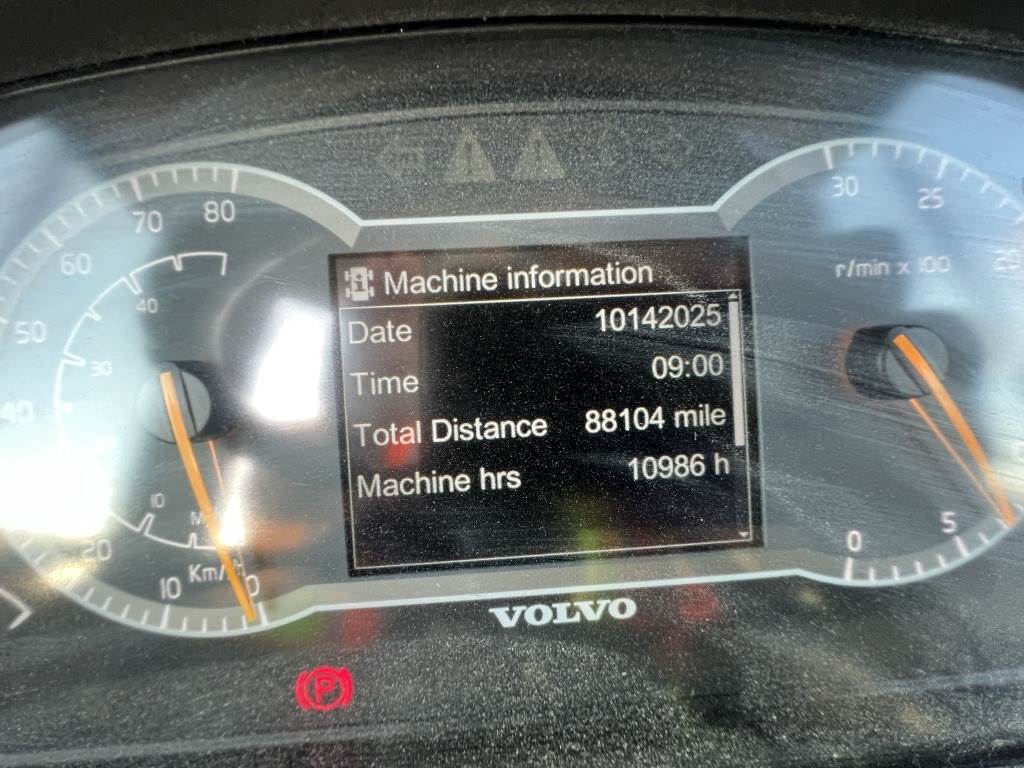 Machine information
Date 10142025
Time 09:00
Total Distance 88104 mile
Machine hrs 10986 h
80
70
60
50
40
20
10
0
Km/h
40
30
10
30
25
20
r/min x 100
5
0
VOLVO
P